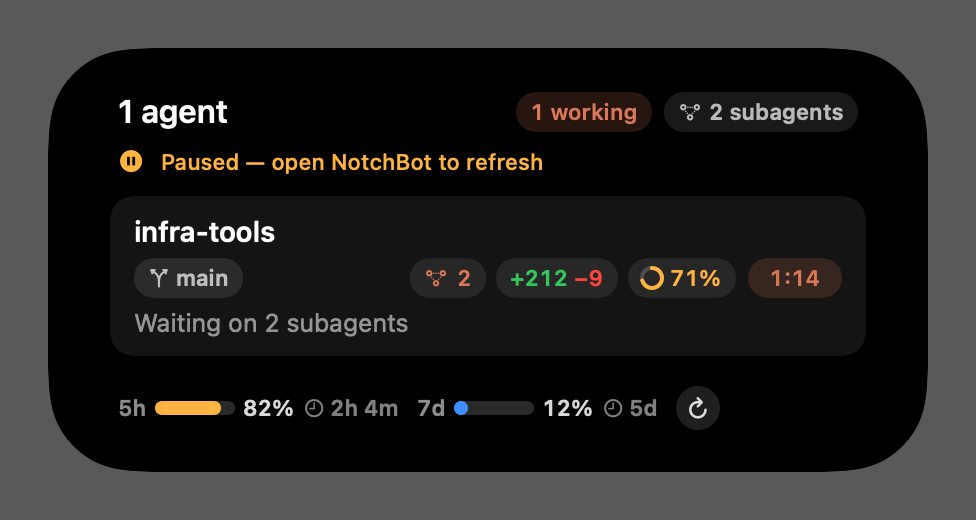 1 agent
1 working
2 subagents
Paused — open NotchBot to refresh
infra-tools
main
2
+212 −9
71%
1:14
Waiting on 2 subagents
5h 82% 2h 4m 7d 12% 5d